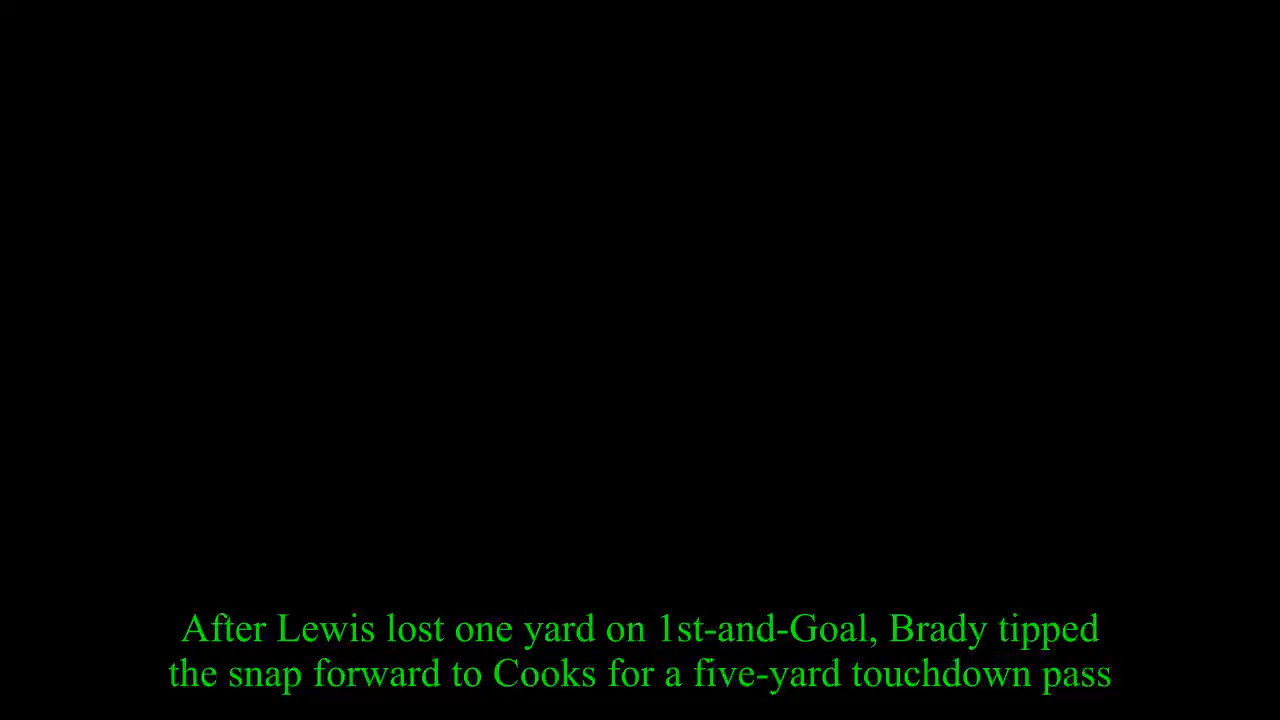 After Lewis lost one yard on 1st-and-Goal, Brady tipped
the snap forward to Cooks for a five-yard touchdown pass